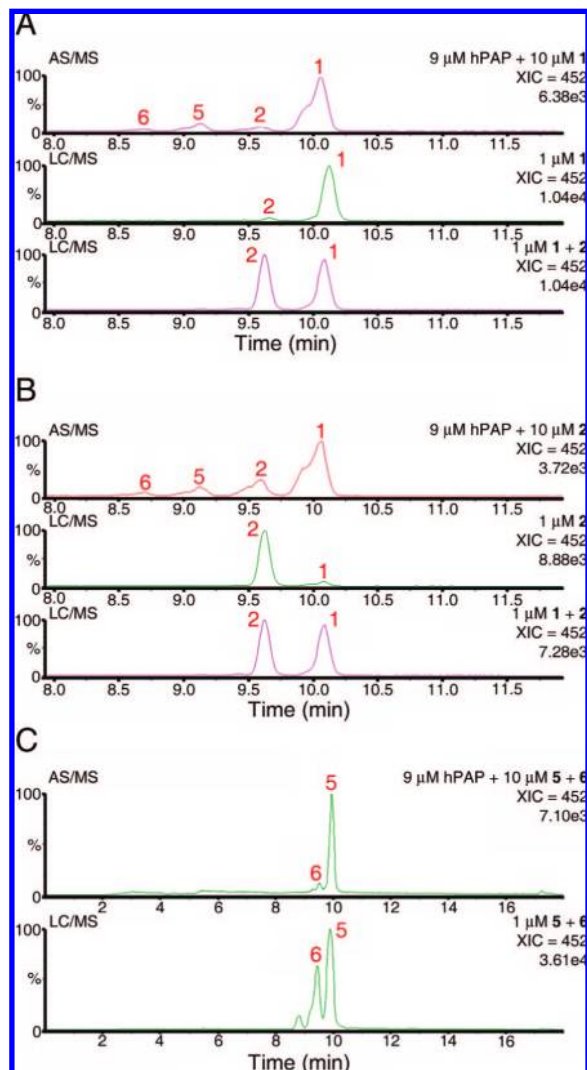 A
AS/MS
9 μM hPAP + 10 μM 1
XIC = 452
6.38e3
100
%
6 5 2 1
8.0 8.5 9.0 9.5 10.0 10.5 11.0 11.5
LC/MS
1 μM 1
XIC = 452
1.04e4
100
%
2 1
8.0 8.5 9.0 9.5 10.0 10.5 11.0 11.5
LC/MS
1 μM 1 + 2
XIC = 452
1.04e4
100
%
0
2 1
8.0 8.5 9.0 9.5 10.0 10.5 11.0 11.5
Time (min)
B
AS/MS
9 μM hPAP + 10 μM 2
XIC = 452
3.72e3
100
%
0
6 5 2 1
8.0 8.5 9.0 9.5 10 10.5 11.0 11.5
LC/MS
1 μM 2
XIC = 452
8.88e3
100
%
2 1
8.0 8.5 9.0 9.5 10.0 10.5 11.0 11.5
LC/MS
1 μM 1 + 2
XIC = 452
7.28e3
100
%
0
2 1
8.0 8.5 9.0 9.5 10.0 10.5 11.0 11.5
Time (min)
C
AS/MS
9 μM hPAP + 10 μM 5 + 6
XIC = 452
7.10e3
100
%
0
6 5
2 4 6 8 10 12 14 16
LC/MS
1 μM 5 + 6
XIC = 452
3.61e4
100
%
0
6 5
2 4 6 8 10 12 14 16
Time (min)